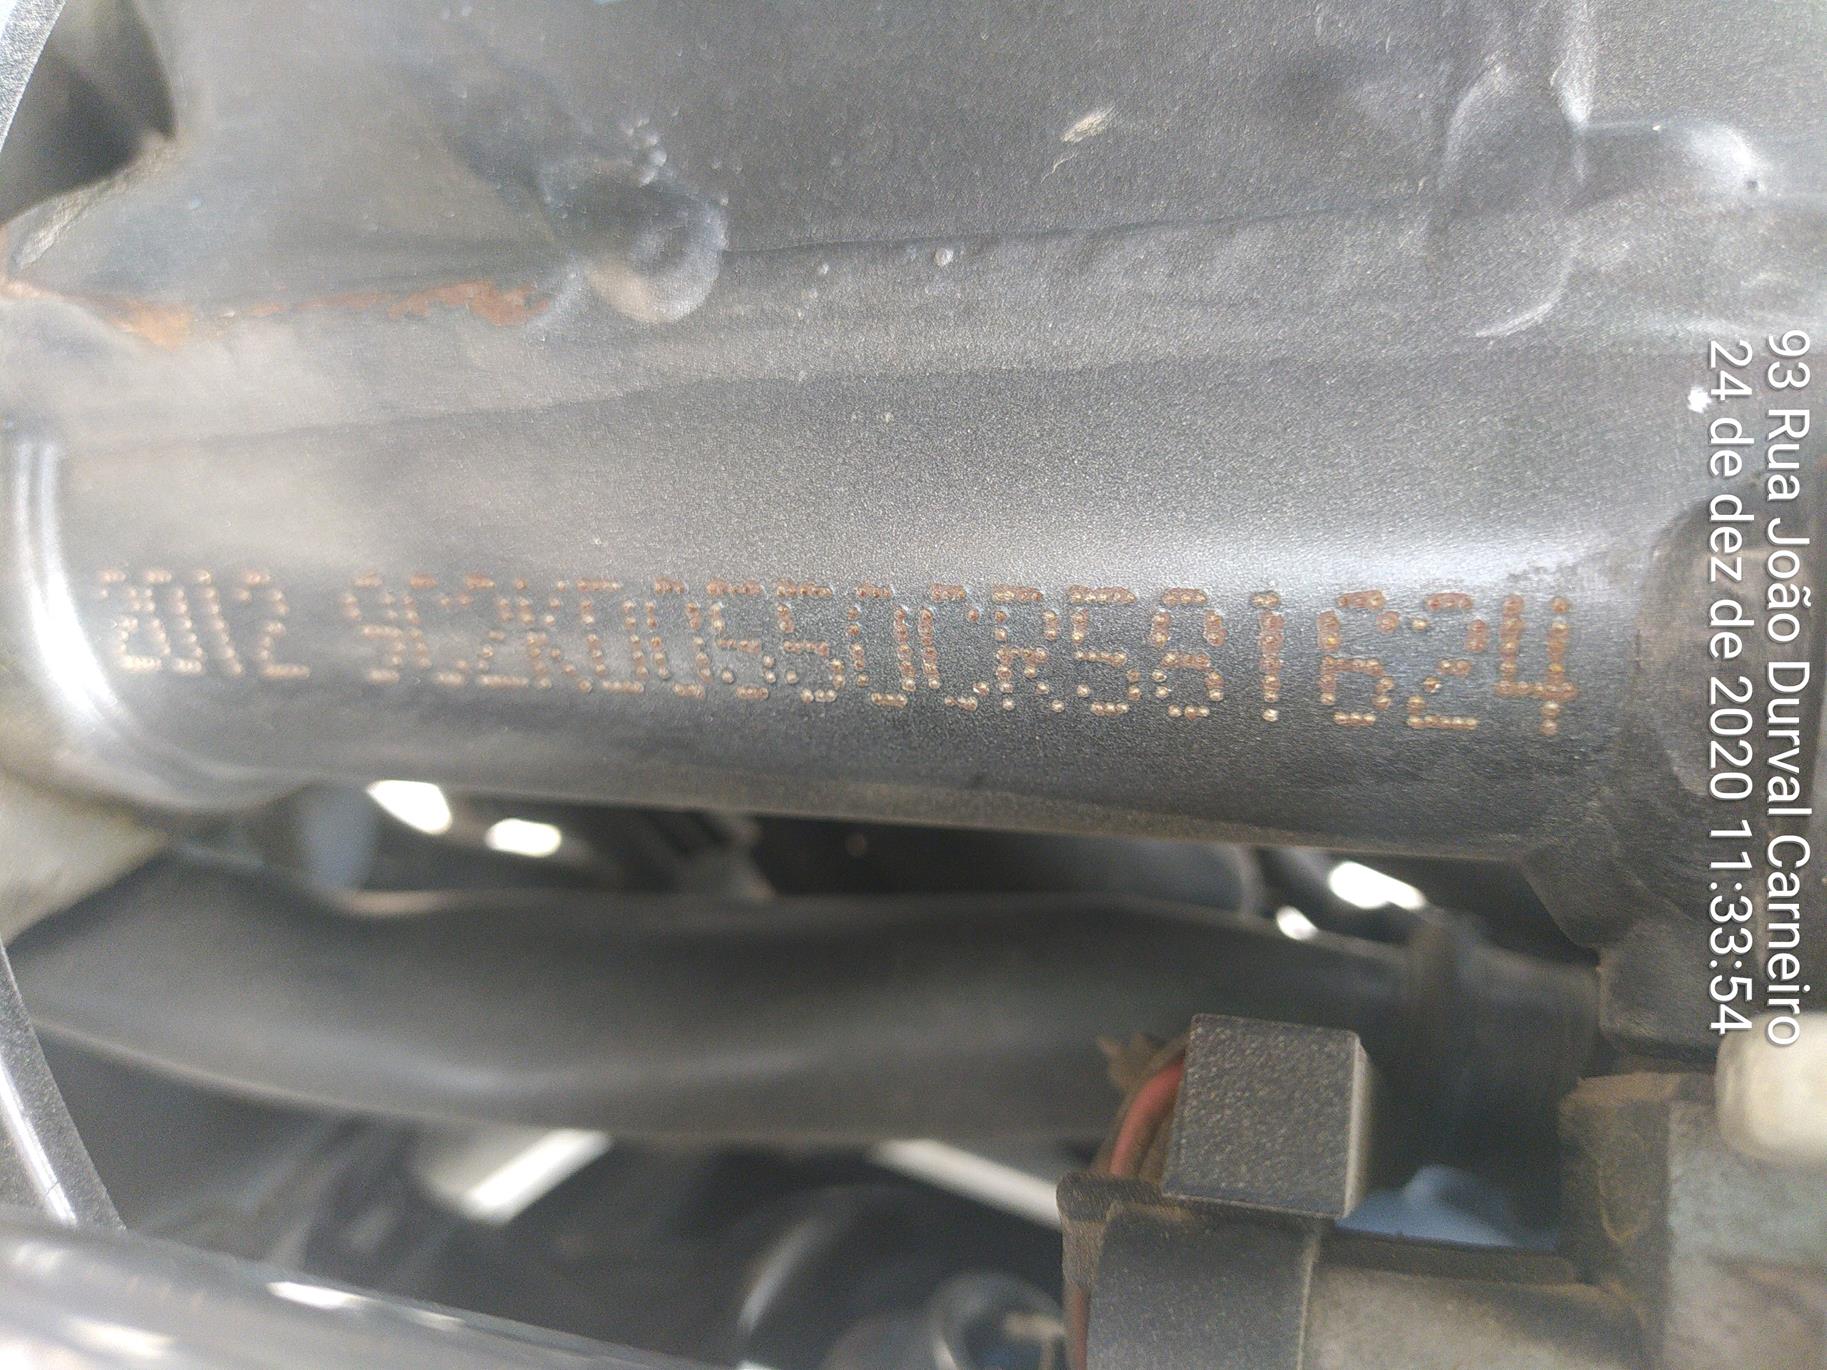 2012 9C2KD0550CR581624
93 Rua João Durval Carneiro
24 de dez de 2020 11:33:54